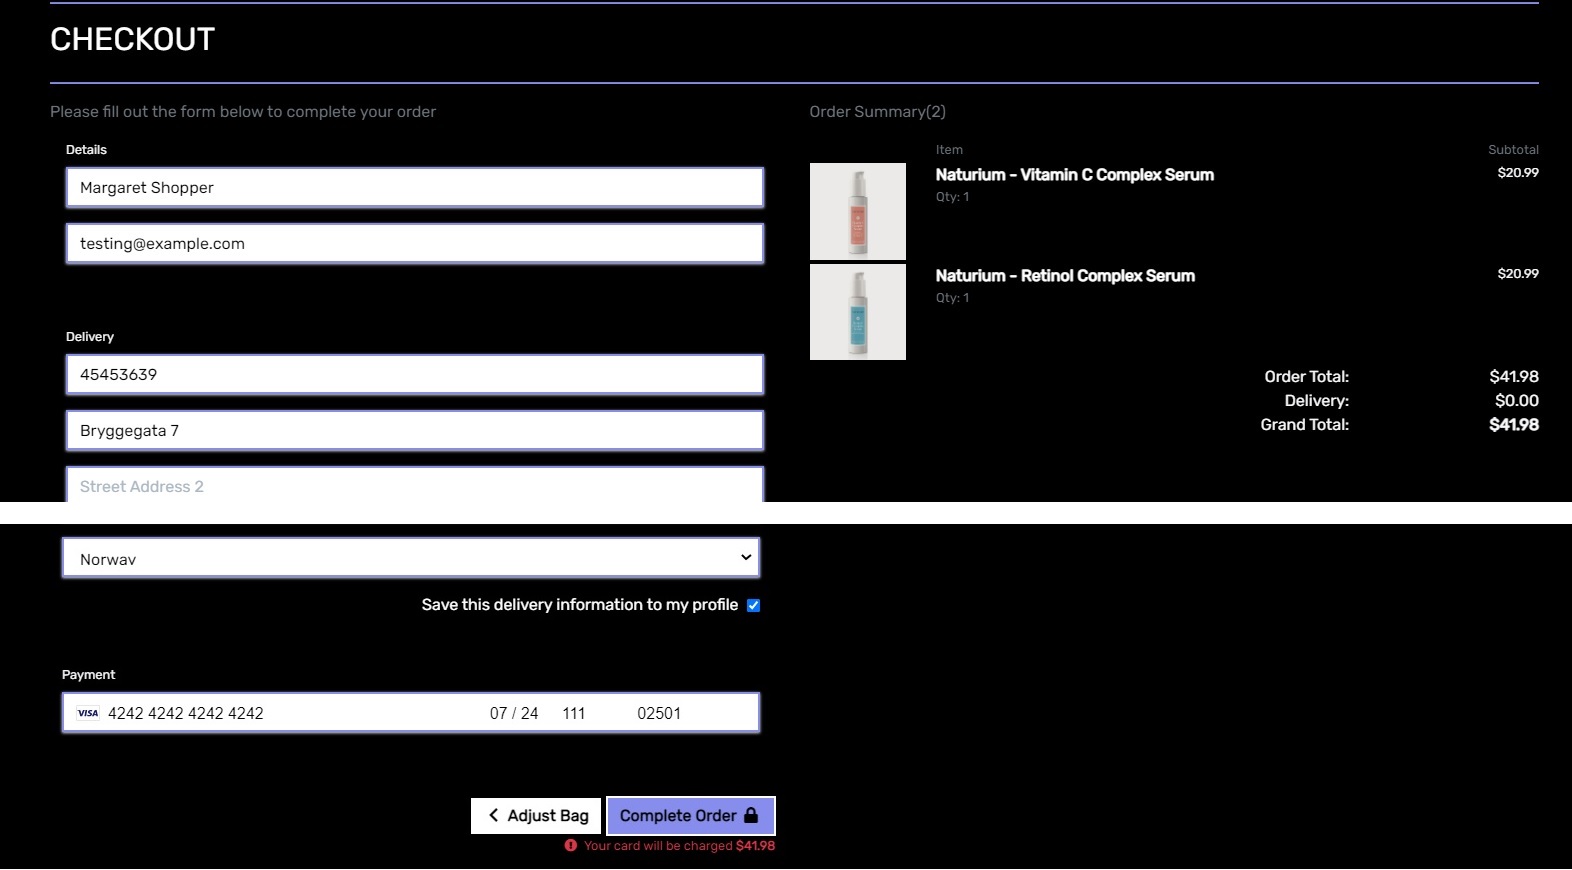 CHECKOUT
Please fill out the form below to complete your order
Details
Margaret Shopper
testing@example.com
Delivery
45453639
Bryggegata 7
Street Address 2
Order Summary(2)
Item Subtotal
Naturium - Vitamin C Complex Serum $20.99
Qty: 1
Naturium - Retinol Complex Serum $20.99
Qty: 1
Order Total: $41.98
Delivery: $0.00
Grand Total: $41.98
Norway
Save this delivery information to my profile
Payment
VISA 4242 4242 4242 4242 07 / 24 111 02501
Adjust Bag Complete Order
Your card will be charged $41.98